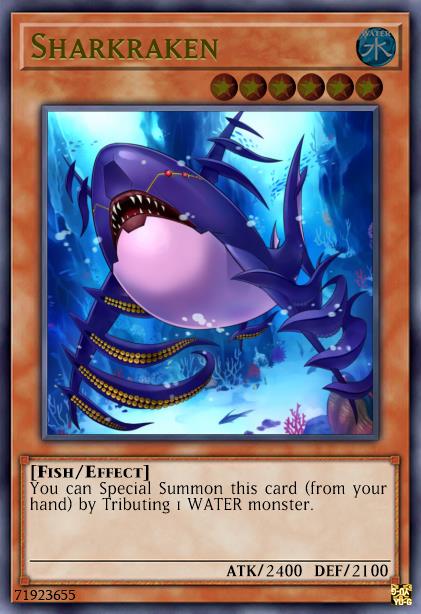 Sharkraken
WATER
水
[Fish/Effect]
You can Special Summon this card (from your
hand) by Tributing 1 WATER monster.
ATK/2400 DEF/2100
71923655